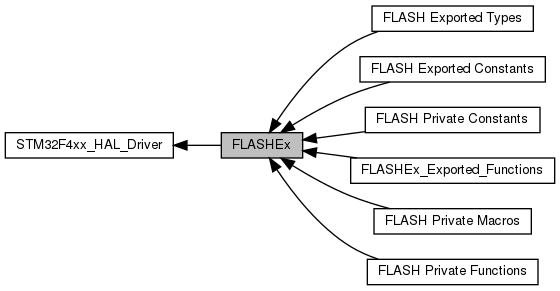 FLASH Exported Types
FLASH Exported Constants
FLASH Private Constants
STM32F4xx_HAL_Driver
FLASHEx
FLASHEx_Exported_Functions
FLASH Private Macros
FLASH Private Functions